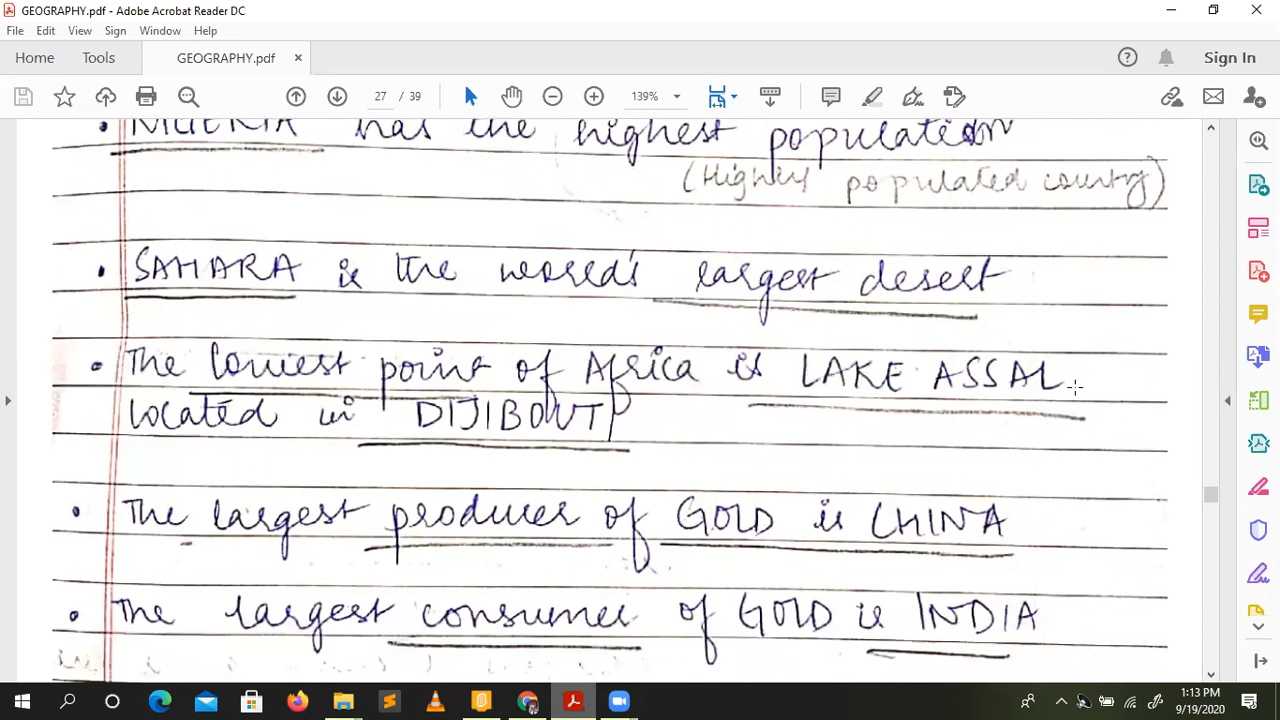 GEOGRAPHY.pdf - Adobe Acrobat Reader DC
File Edit View Sign Window Help
Home Tools GEOGRAPHY.pdf Sign In
27 / 39 139%
• NIGERIA has the highest population
(Highly populated country)
• SAHARA is the world's largest desert
• The lowest point of Africa is LAKE ASSAL
located in DIJIBOUTI
• The largest producer of GOLD is CHINA
• The largest consumer of GOLD is INDIA
1:13 PM
9/19/2020